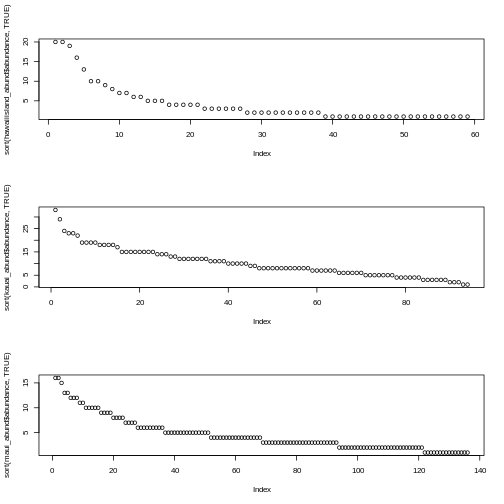 sort(hawaiiisland_abund$abundance, TRUE)
20
15
10
5
0 10 20 30 40 50 60
Index
sort(kauai_abund$abundance, TRUE)
25
15
5
0
0 20 40 60 80
Index
sort(maui_abund$abundance, TRUE)
15
10
5
0 20 40 60 80 100 120 140
Index